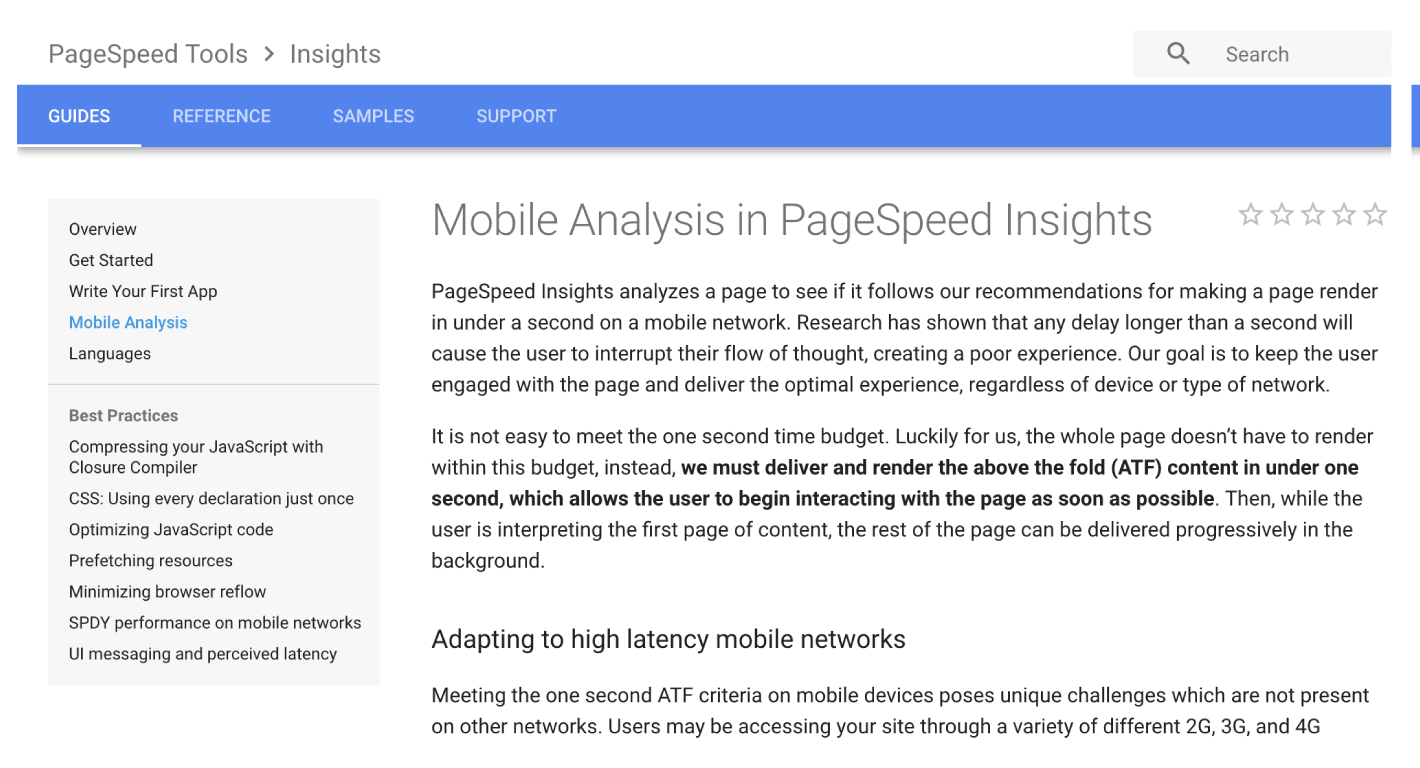 PageSpeed Tools > Insights
Search
GUIDES REFERENCE SAMPLES SUPPORT
Overview
Get Started
Write Your First App
Mobile Analysis
Languages
Best Practices
Compressing your JavaScript with
Closure Compiler
CSS: Using every declaration just once
Optimizing JavaScript code
Prefetching resources
Minimizing browser reflow
SPDY performance on mobile networks
UI messaging and perceived latency
Mobile Analysis in PageSpeed Insights
PageSpeed Insights analyzes a page to see if it follows our recommendations for making a page render
in under a second on a mobile network. Research has shown that any delay longer than a second will
cause the user to interrupt their flow of thought, creating a poor experience. Our goal is to keep the user
engaged with the page and deliver the optimal experience, regardless of device or type of network.
It is not easy to meet the one second time budget. Luckily for us, the whole page doesn’t have to render
within this budget, instead, we must deliver and render the above the fold (ATF) content in under one
second, which allows the user to begin interacting with the page as soon as possible. Then, while the
user is interpreting the first page of content, the rest of the page can be delivered progressively in the
background.
Adapting to high latency mobile networks
Meeting the one second ATF criteria on mobile devices poses unique challenges which are not present
on other networks. Users may be accessing your site through a variety of different 2G, 3G, and 4G